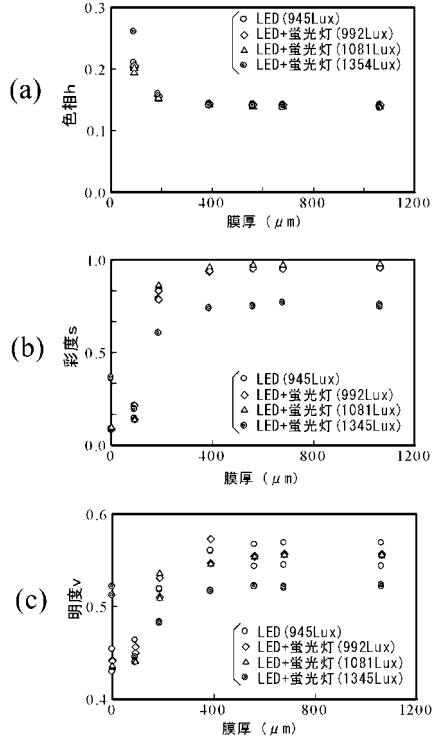 (a)
色相h
0.3
0.2
0.1
0.0
LED(945Lux)
LED+蛍光灯(992Lux)
LED+蛍光灯(1081Lux)
LED+蛍光灯(1354Lux)
0 400 800 1200
膜厚 (μm)
(b)
彩度s
1.0
0.5
0.0
LED(945Lux)
LED+蛍光灯(992Lux)
LED+蛍光灯(1081Lux)
LED+蛍光灯(1345Lux)
0 400 800 1200
膜厚 (μm)
(c)
明度v
0.6
0.5
0.4
LED(945Lux)
LED+蛍光灯(992Lux)
LED+蛍光灯(1081Lux)
LED+蛍光灯(1345Lux)
0 400 800 1200
膜厚 (μm)